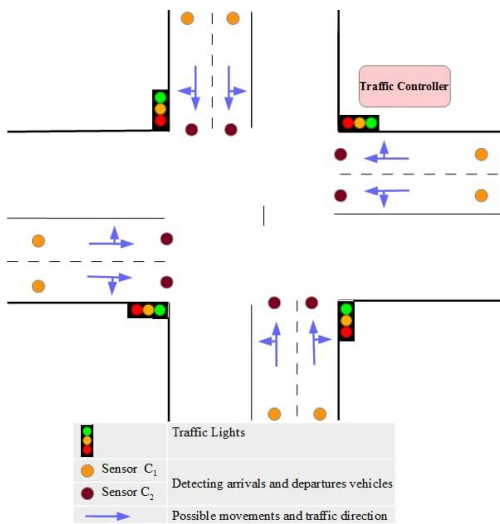 Traffic Controller
Traffic Lights
Sensor C1
Sensor C2
Detecting arrivals and departures vehicles
Possible movements and traffic direction